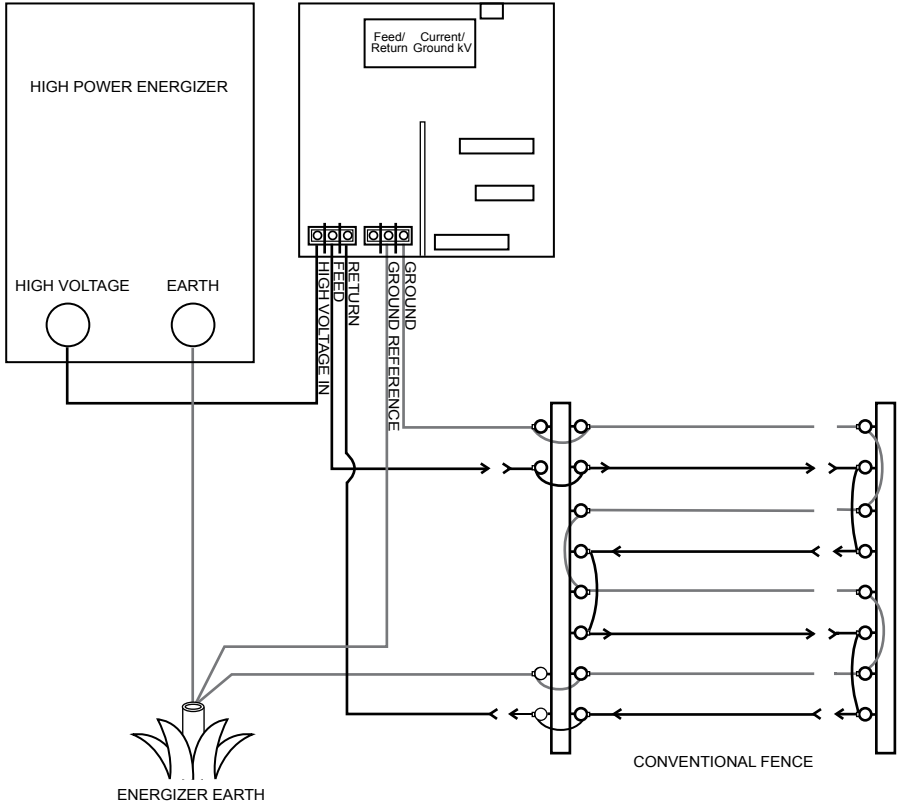 Feed/ Current/
Return Ground kV
HIGH POWER ENERGIZER
HIGH VOLTAGE
EARTH
HIGH VOLTAGE IN
FEED
RETURN
GROUND REFERENCE
GROUND
CONVENTIONAL FENCE
ENERGIZER EARTH